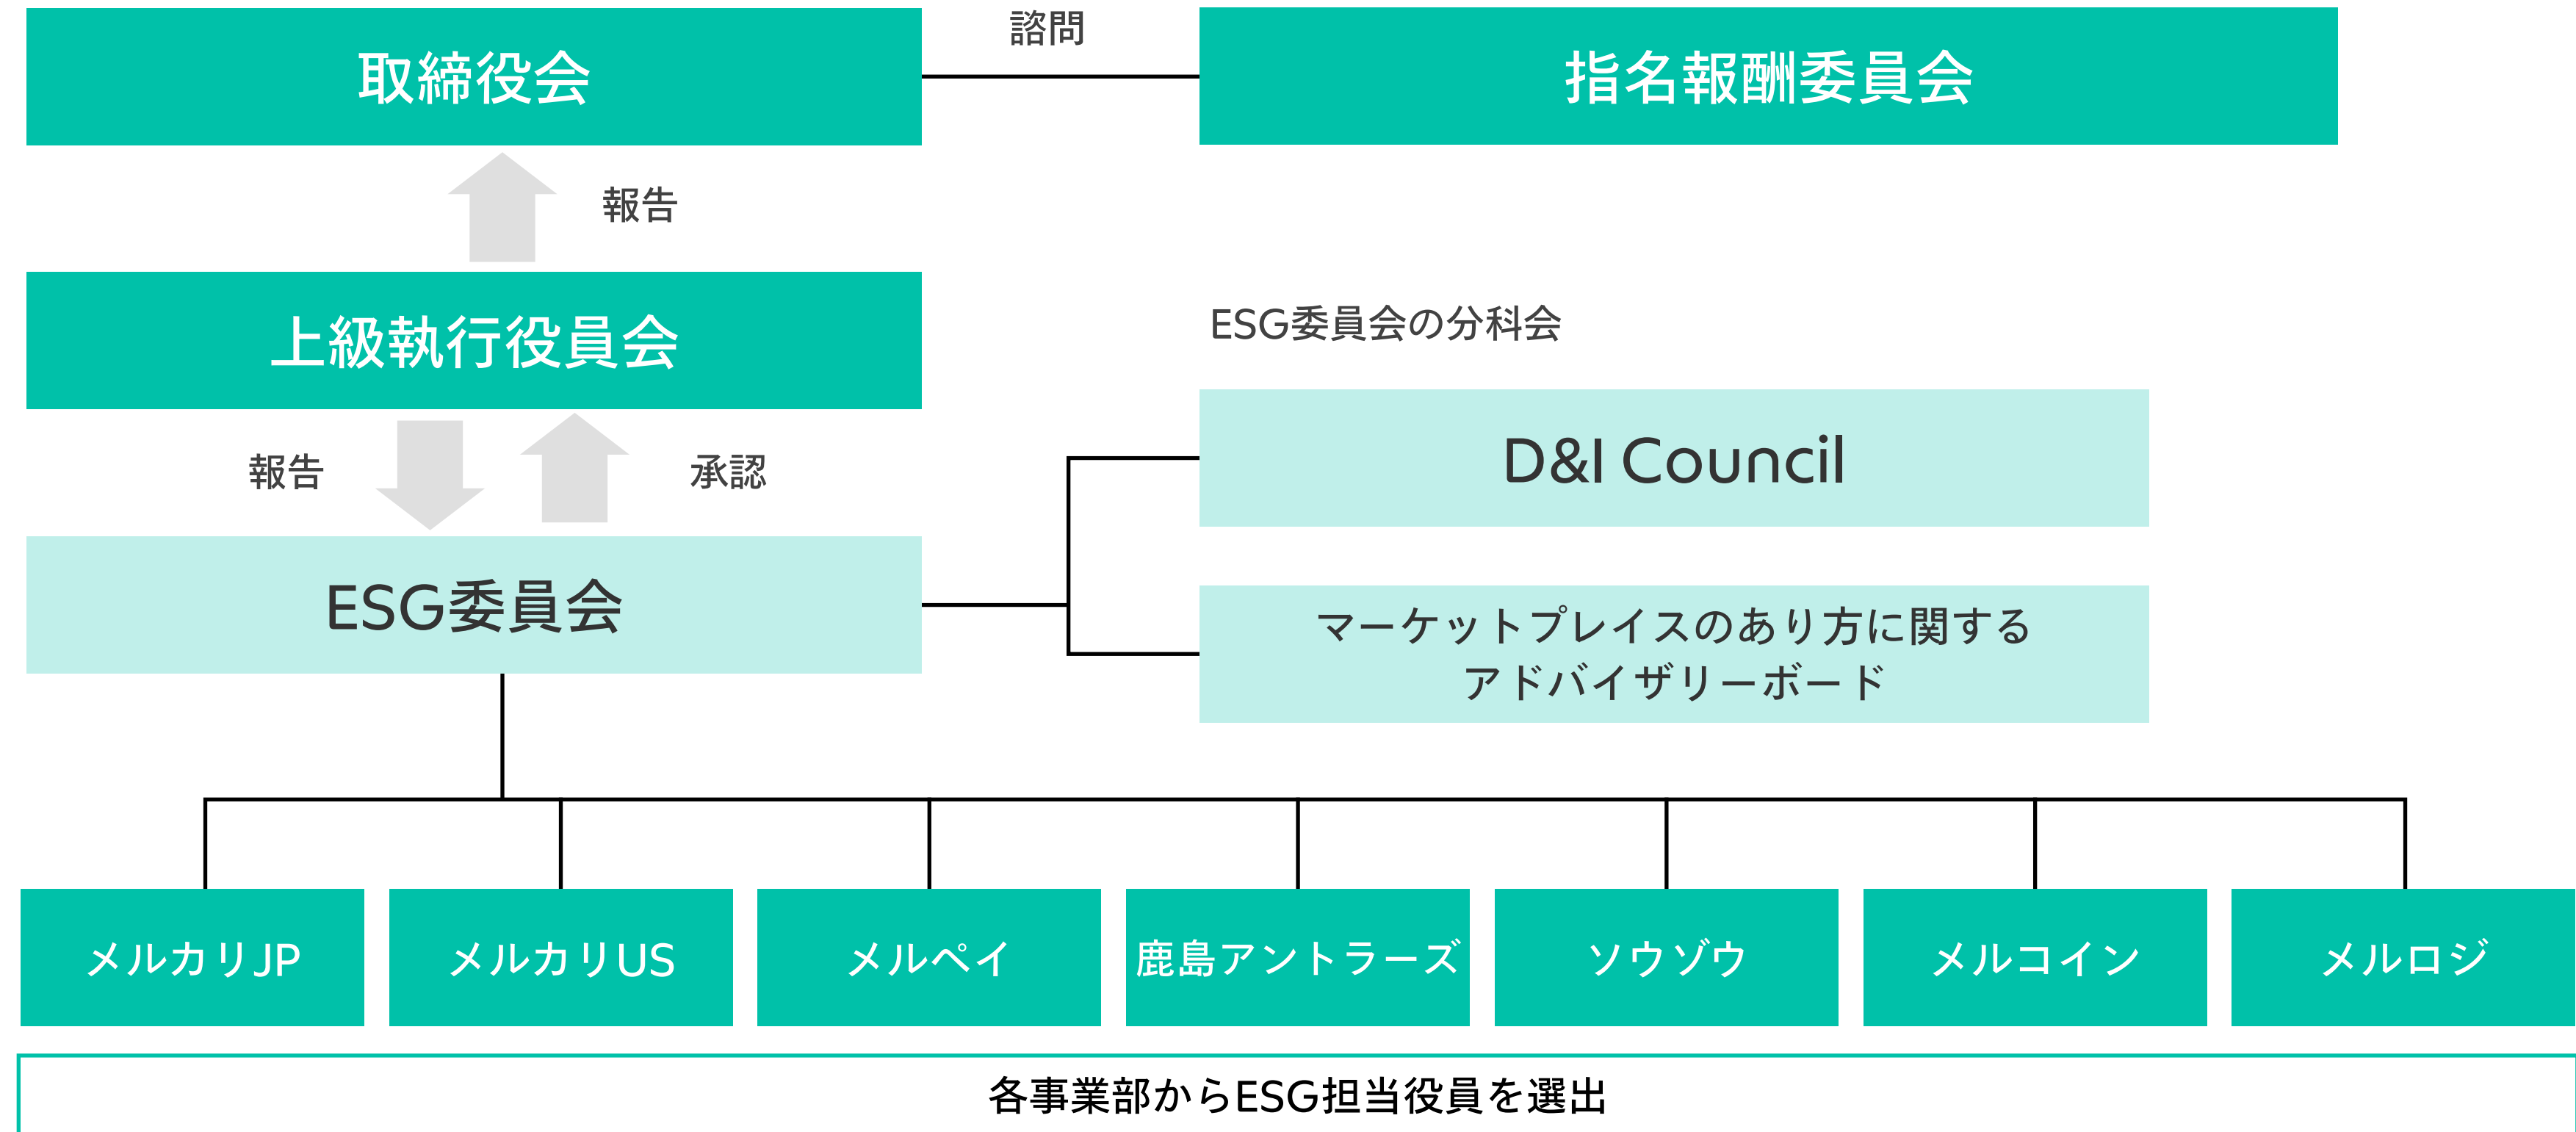 取締役会
諮問
指名報酬委員会
報告
上級執行役員会
ESG委員会の分科会
報告
承認
D&I Council
ESG委員会
マーケットプレイスのあり方に関する
アドバイザリーボード
メルカリJP
メルカリUS
メルペイ
鹿島アントラーズ
ソウゾウ
メルコイン
メルロジ
各事業部からESG担当役員を選出